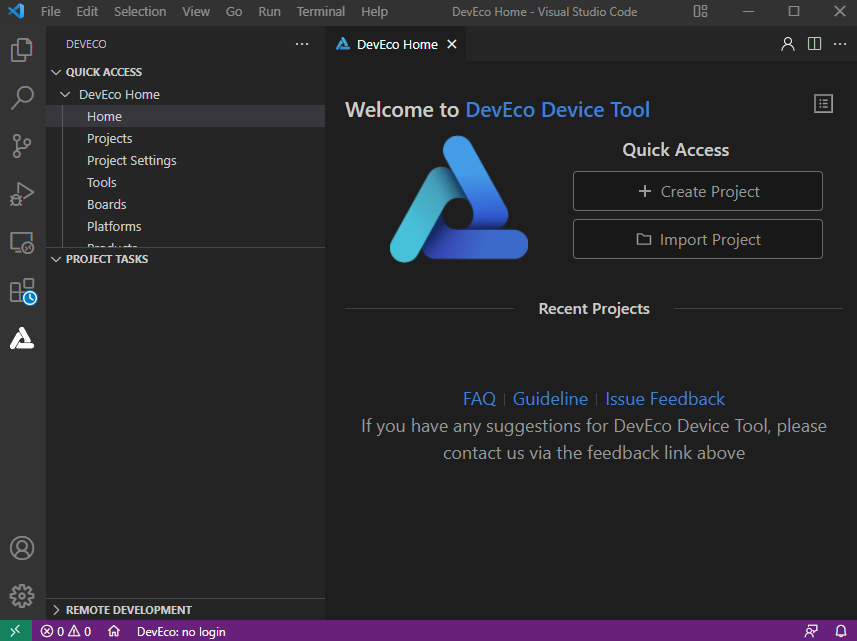 File Edit Selection View Go Run Terminal Help DevEco Home - Visual Studio Code
DEVECO
DevEco Home
QUICK ACCESS
DevEco Home
Home
Projects
Project Settings
Tools
Boards
Platforms
Products
PROJECT TASKS
REMOTE DEVELOPMENT
Welcome to DevEco Device Tool
Quick Access
Create Project
Import Project
Recent Projects
FAQ | Guideline | Issue Feedback
If you have any suggestions for DevEco Device Tool, please
contact us via the feedback link above
0 0 DevEco: no login